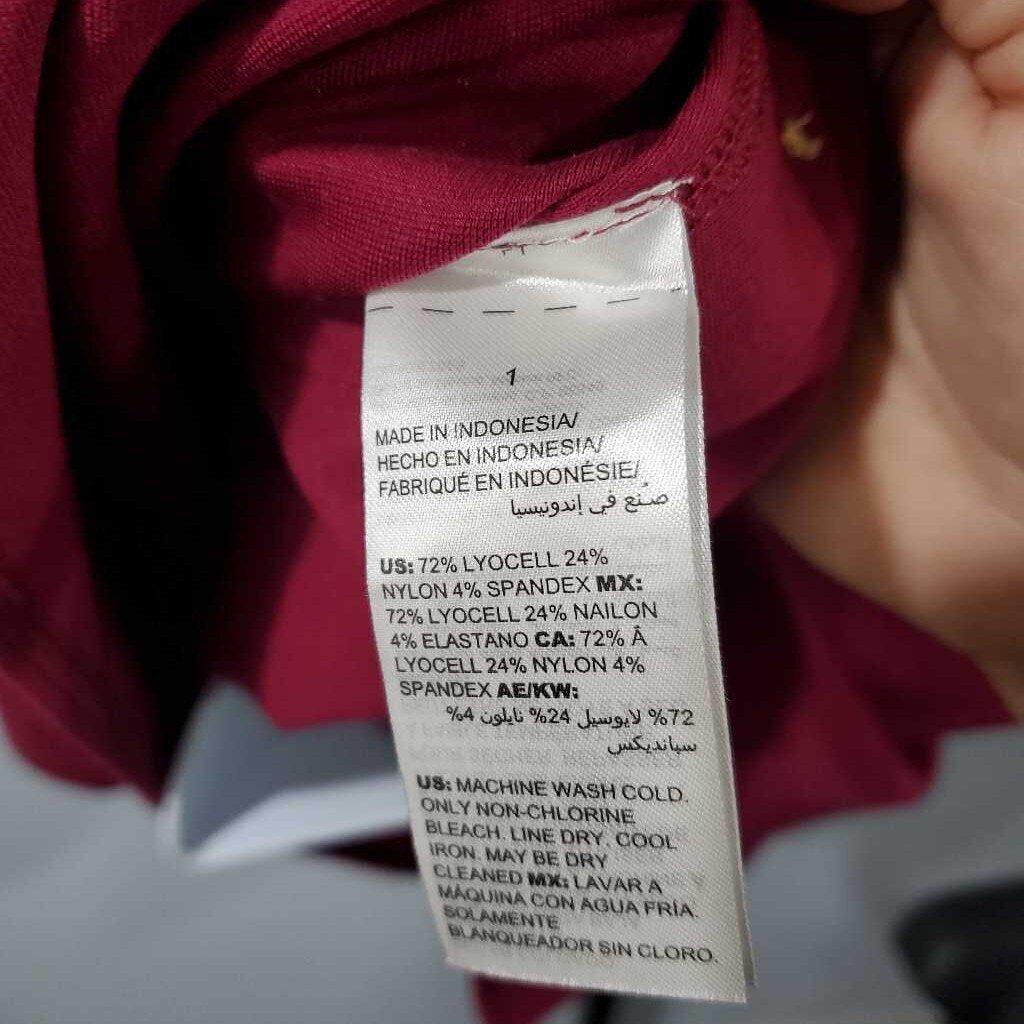 1
MADE IN INDONESIA/
HECHO EN INDONESIA/
FABRIQUÉ EN INDONÉSIE/
صنع في إندونيسيا
US: 72% LYOCELL 24%
NYLON 4% SPANDEX MX:
72% LYOCELL 24% NAILON
4% ELASTANO CA: 72% Â
LYOCELL 24% NYLON 4%
SPANDEX AE/KW:
72% لايوسيل 24% نايلون 4%
سبانديكس
US: MACHINE WASH COLD.
ONLY NON-CHLORINE
BLEACH. LINE DRY. COOL
IRON. MAY BE DRY
CLEANED MX: LAVAR A
MÁQUINA CON AGUA FRÍA.
SOLAMENTE
BLANQUEADOR SIN CLORO.